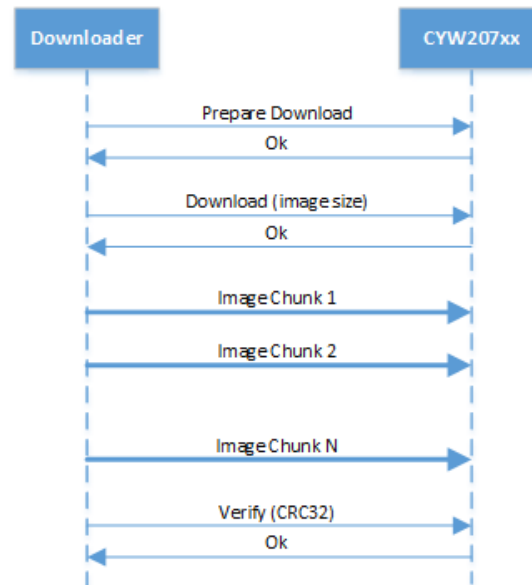 Downloader
CYW207xx
Prepare Download
Ok
Download (image size)
Ok
Image Chunk 1
Image Chunk 2
Image Chunk N
Verify (CRC32)
Ok